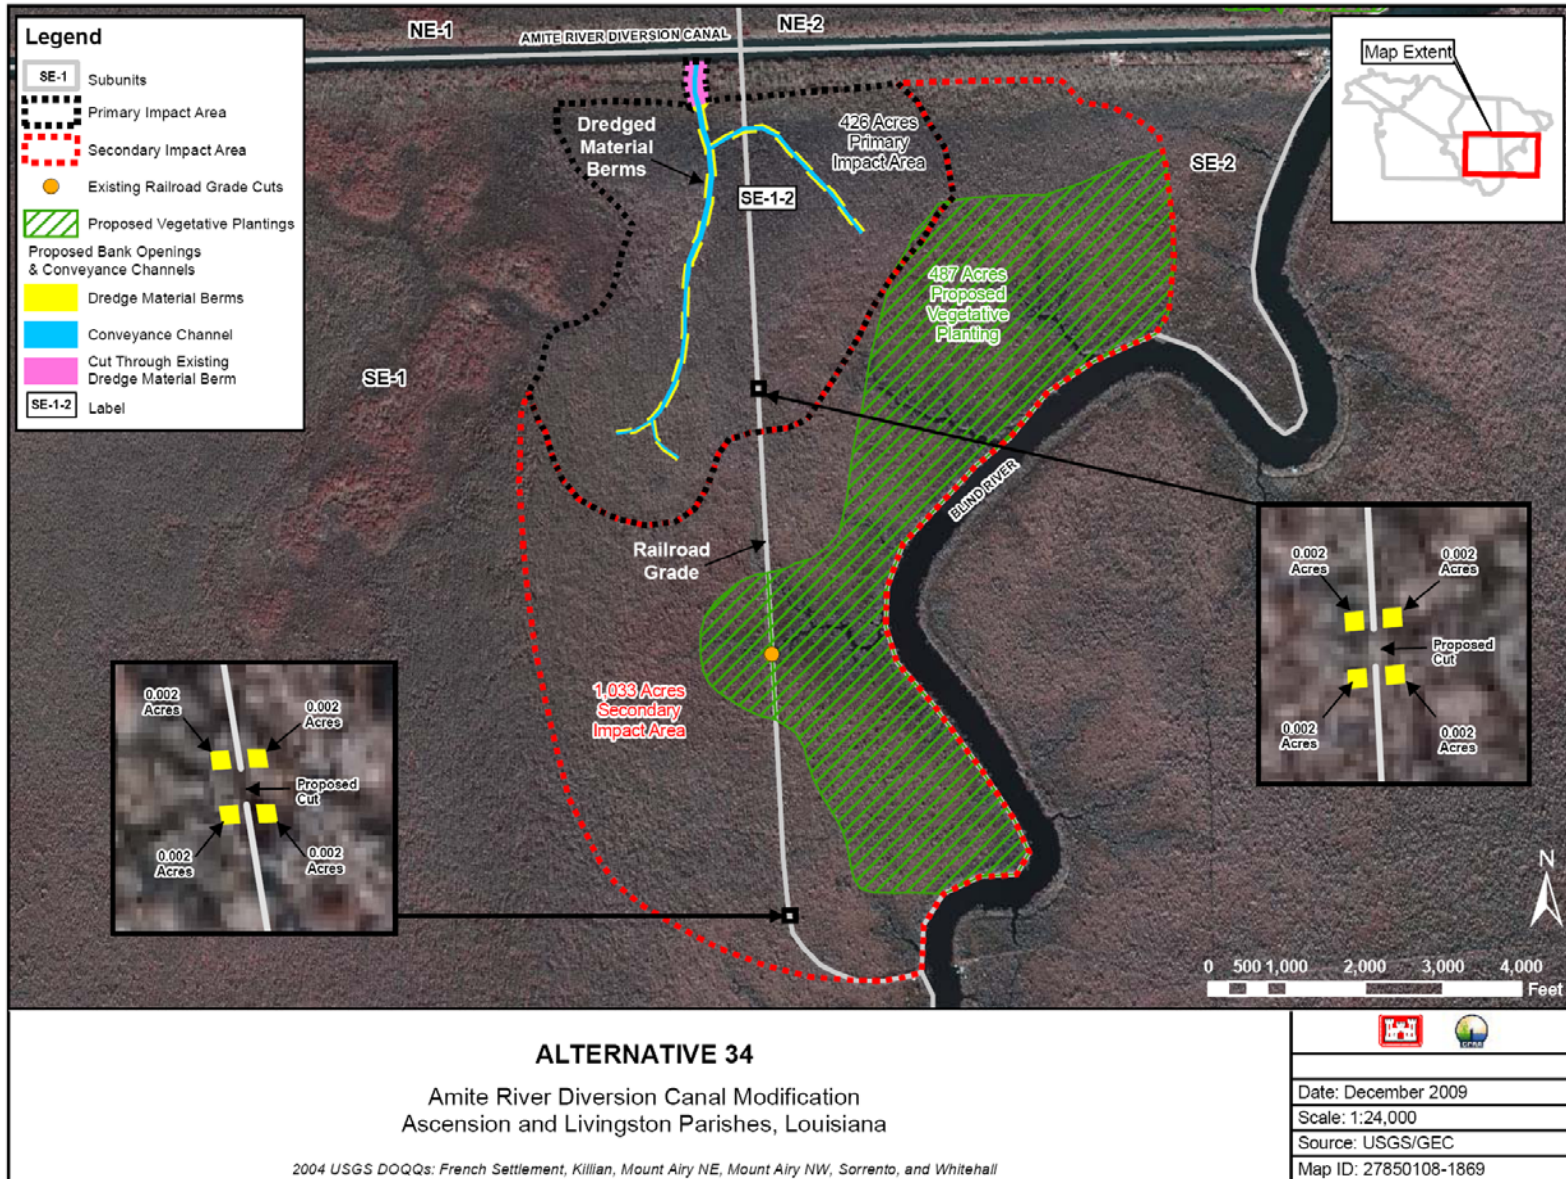 Legend
SE-1 Subunits
Primary Impact Area
Secondary Impact Area
Existing Railroad Grade Cuts
Proposed Vegetative Plantings
Proposed Bank Openings
& Conveyance Channels
Dredge Material Berms
Conveyance Channel
Cut Through Existing
Dredge Material Berm
SE-1-2 Label
NE-1
AMITE RIVER DIVERSION CANAL
NE-2
Map Extent
Dredged
Material
Berms
426 Acres
Primary
Impact Area
SE-1-2
SE-2
487 Acres
Proposed
Vegetative
Planting
SE-1
BLIND RIVER
Railroad
Grade
1,033 Acres
Secondary
Impact Area
0.002
Acres
0.002
Acres
Proposed
Cut
0.002
Acres
0.002
Acres
0.002
Acres
0.002
Acres
Proposed
Cut
0.002
Acres
0.002
Acres
N
0 500 1,000 2,000 3,000 4,000
Feet
ALTERNATIVE 34
Amite River Diversion Canal Modification
Ascension and Livingston Parishes, Louisiana
2004 USGS DOQQs: French Settlement, Killian, Mount Airy NE, Mount Airy NW, Sorrento, and Whitehall
Date: December 2009
Scale: 1:24,000
Source: USGS/GEC
Map ID: 27850108-1869